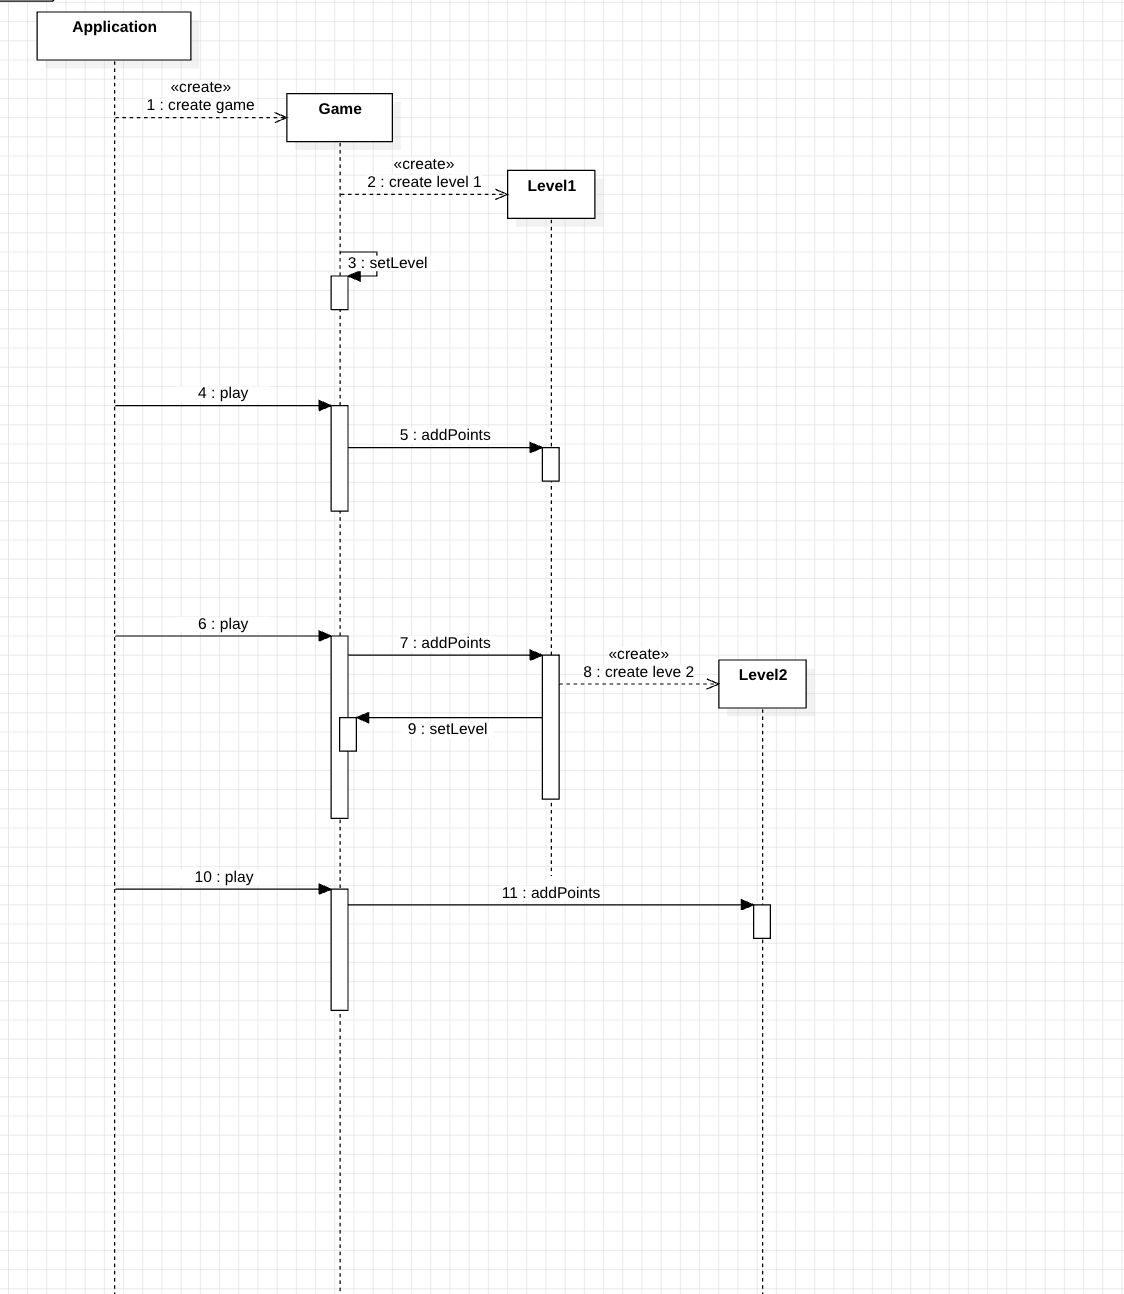 Application
«create»
1 : create game
Game
«create»
2 : create level 1
Level1
3 : setLevel
4 : play
5 : addPoints
6 : play
7 : addPoints
«create»
8 : create leve 2
Level2
9 : setLevel
10 : play
11 : addPoints